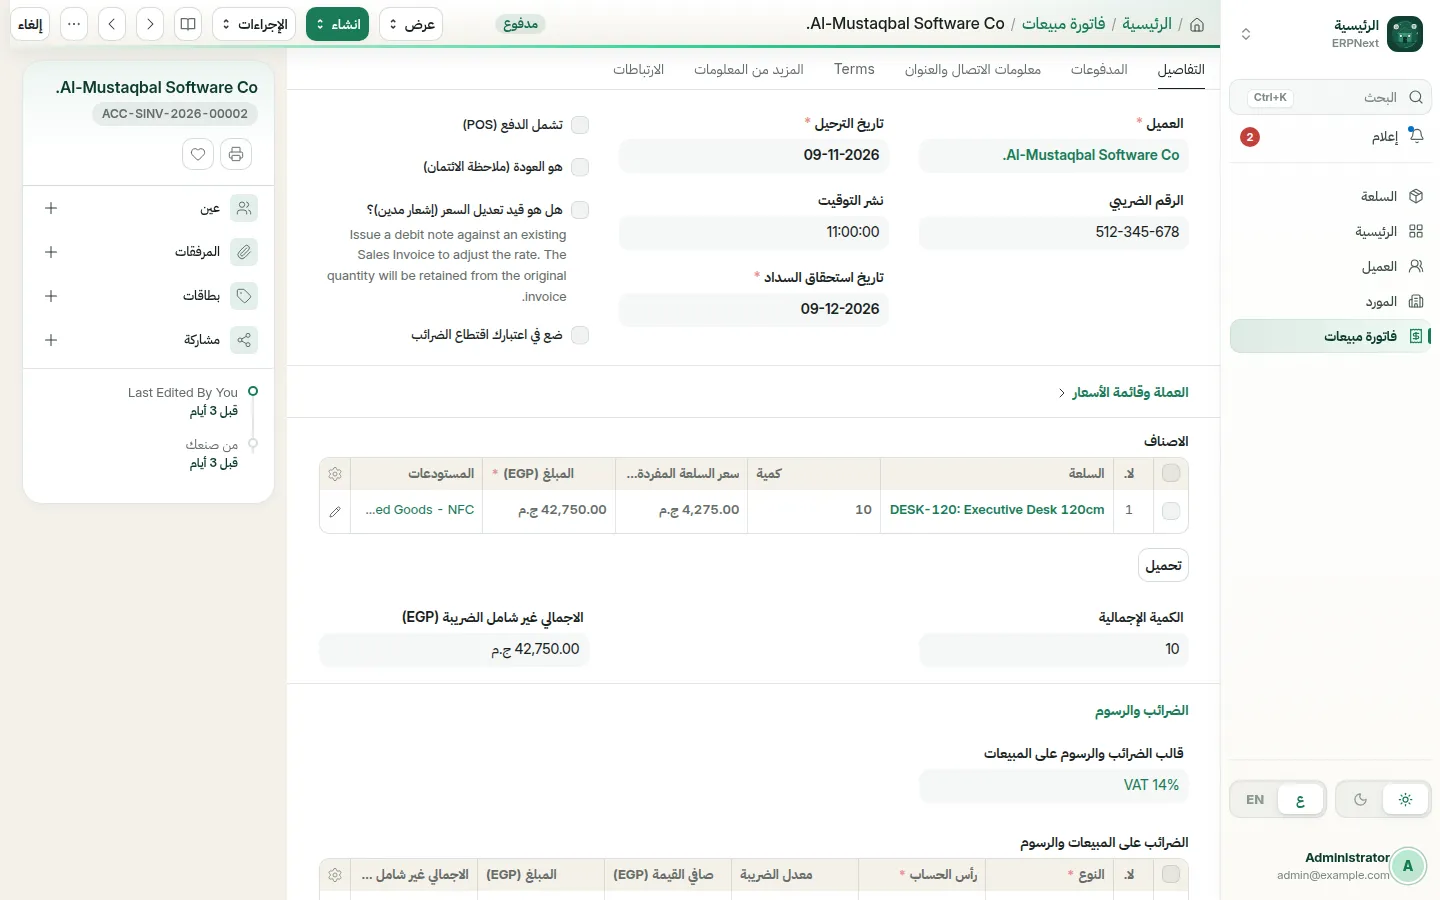 الرئيسية
ERPNext
البحث
Ctrl+K
إعلام
2
السلعة
الرئيسية
العميل
المورد
فاتورة مبيعات
EN
ع
Administrator
admin@example.com
A
الرئيسية / فاتورة مبيعات / Al-Mustaqbal Software Co.
مدفوع
عرض
انشاء
الإجراءات
إلغاء
التفاصيل
المدفوعات
معلومات الاتصال والعنوان
Terms
المزيد من المعلومات
الارتباطات
العميل *
Al-Mustaqbal Software Co.
الرقم الضريبي
512-345-678
تاريخ الترحيل *
09-11-2026
نشر التوقيت
11:00:00
تاريخ استحقاق السداد *
09-12-2026
تشمل الدفع (POS)
هو العودة (ملاحظة الائتمان)
هل هو قيد تعديل السعر (إشعار مدين)؟
Issue a debit note against an existing
Sales Invoice to adjust the rate. The
quantity will be retained from the original
invoice.
ضع في اعتبارك اقتطاع الضرائب
العملة وقائمة الأسعار
الاصناف
لا.
السلعة
كمية
سعر السلعة المفردة...
المبلغ (EGP) *
المستودعات
1
DESK-120: Executive Desk 120cm
10
4,275.00 ج.م
42,750.00 ج.م
...ed Goods - NFC
تحميل
الكمية الإجمالية
10
الاجمالي غير شامل الضريبة (EGP)
42,750.00 ج.م
الضرائب والرسوم
قالب الضرائب والرسوم على المبيعات
VAT 14%
الضرائب على المبيعات والرسوم
لا.
النوع *
رأس الحساب *
معدل الضريبة
صافي القيمة (EGP)
المبلغ (EGP)
الاجمالي غير شامل ...
Al-Mustaqbal Software Co.
ACC-SINV-2026-00002
عين
المرفقات
بطاقات
مشاركة
Last Edited By You
قبل 3 أيام
من صنعك
قبل 3 أيام